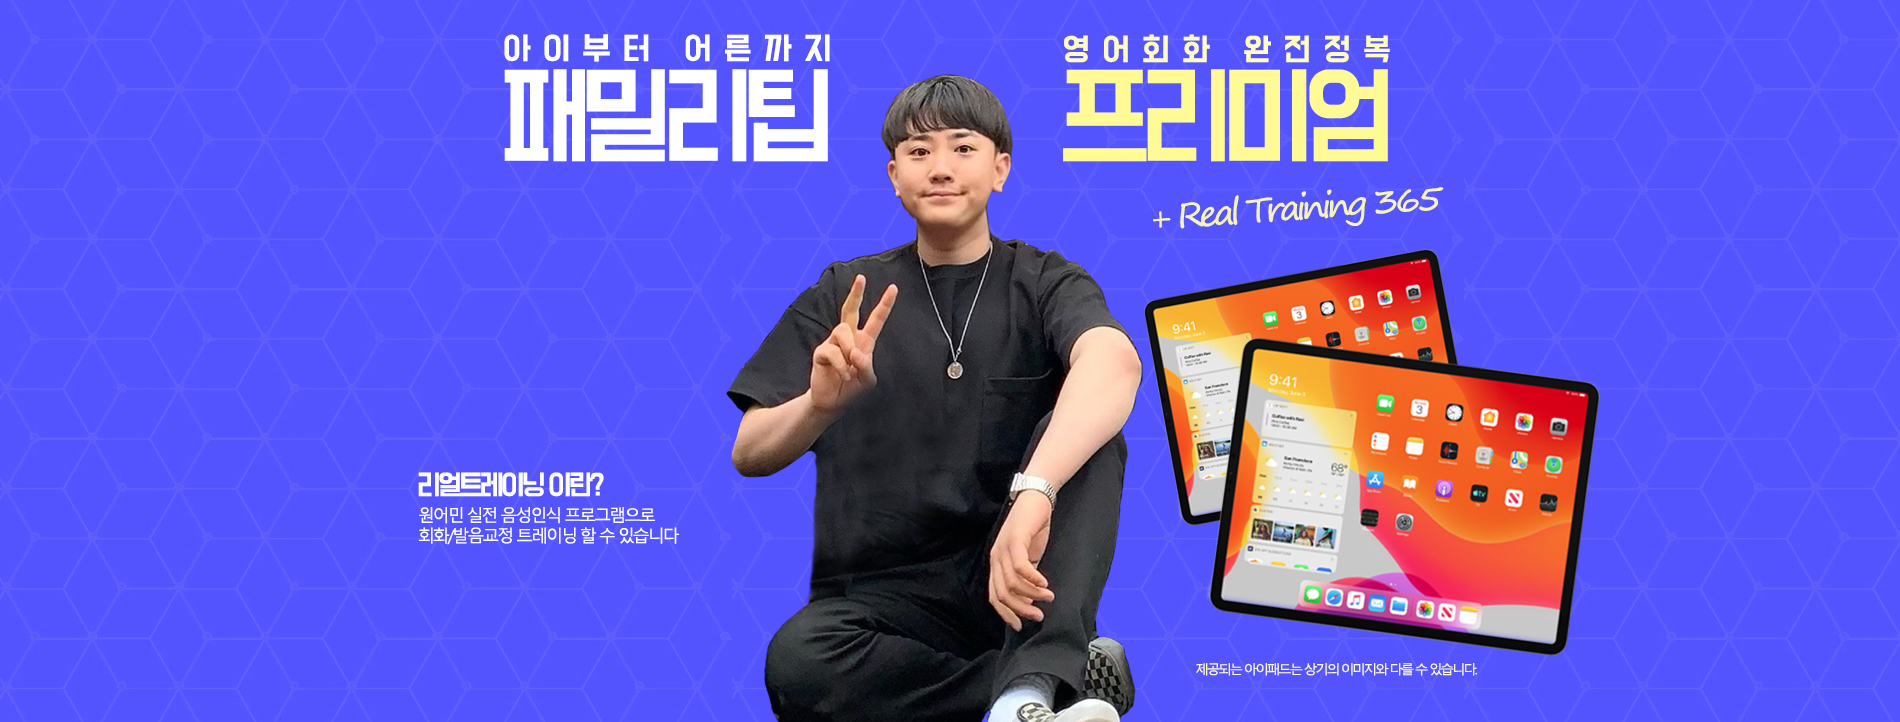 아이부터 어른까지
패밀리팁
영어회화 완전정복
프리미엄
+ Real Training 365
리얼트레이닝 이란?
원어민 실전 음성인식 프로그램으로
회화/발음교정 트레이닝 할 수 있습니다
9:41
9:41
68°
제공되는 아이패드는 상기의 이미지와 다를 수 있습니다.